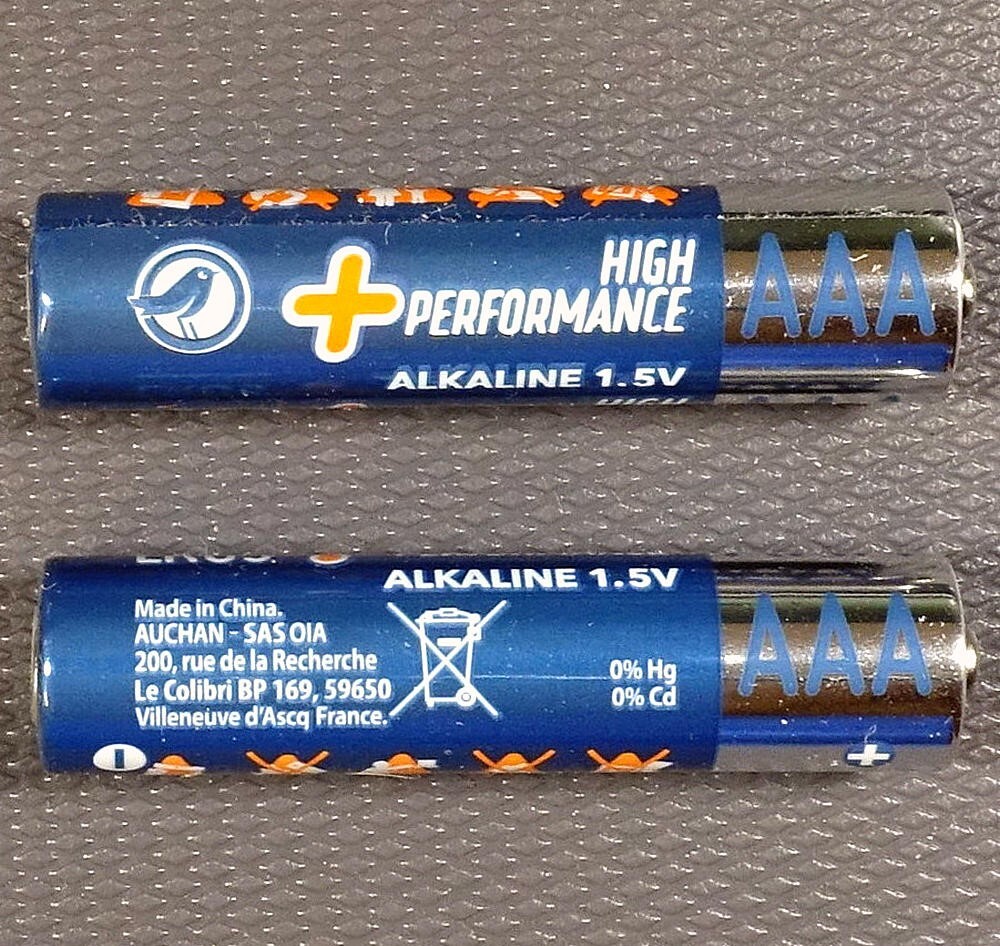 HIGH
PERFORMANCE
ALKALINE 1.5V
HIGH
AAA
ALKALINE 1.5V
Made in China.
AUCHAN - SAS OIA
200, rue de la Recherche
Le Colibri BP 169, 59650
Villeneuve d'Ascq France.
0% Hg
0% Cd
AAA